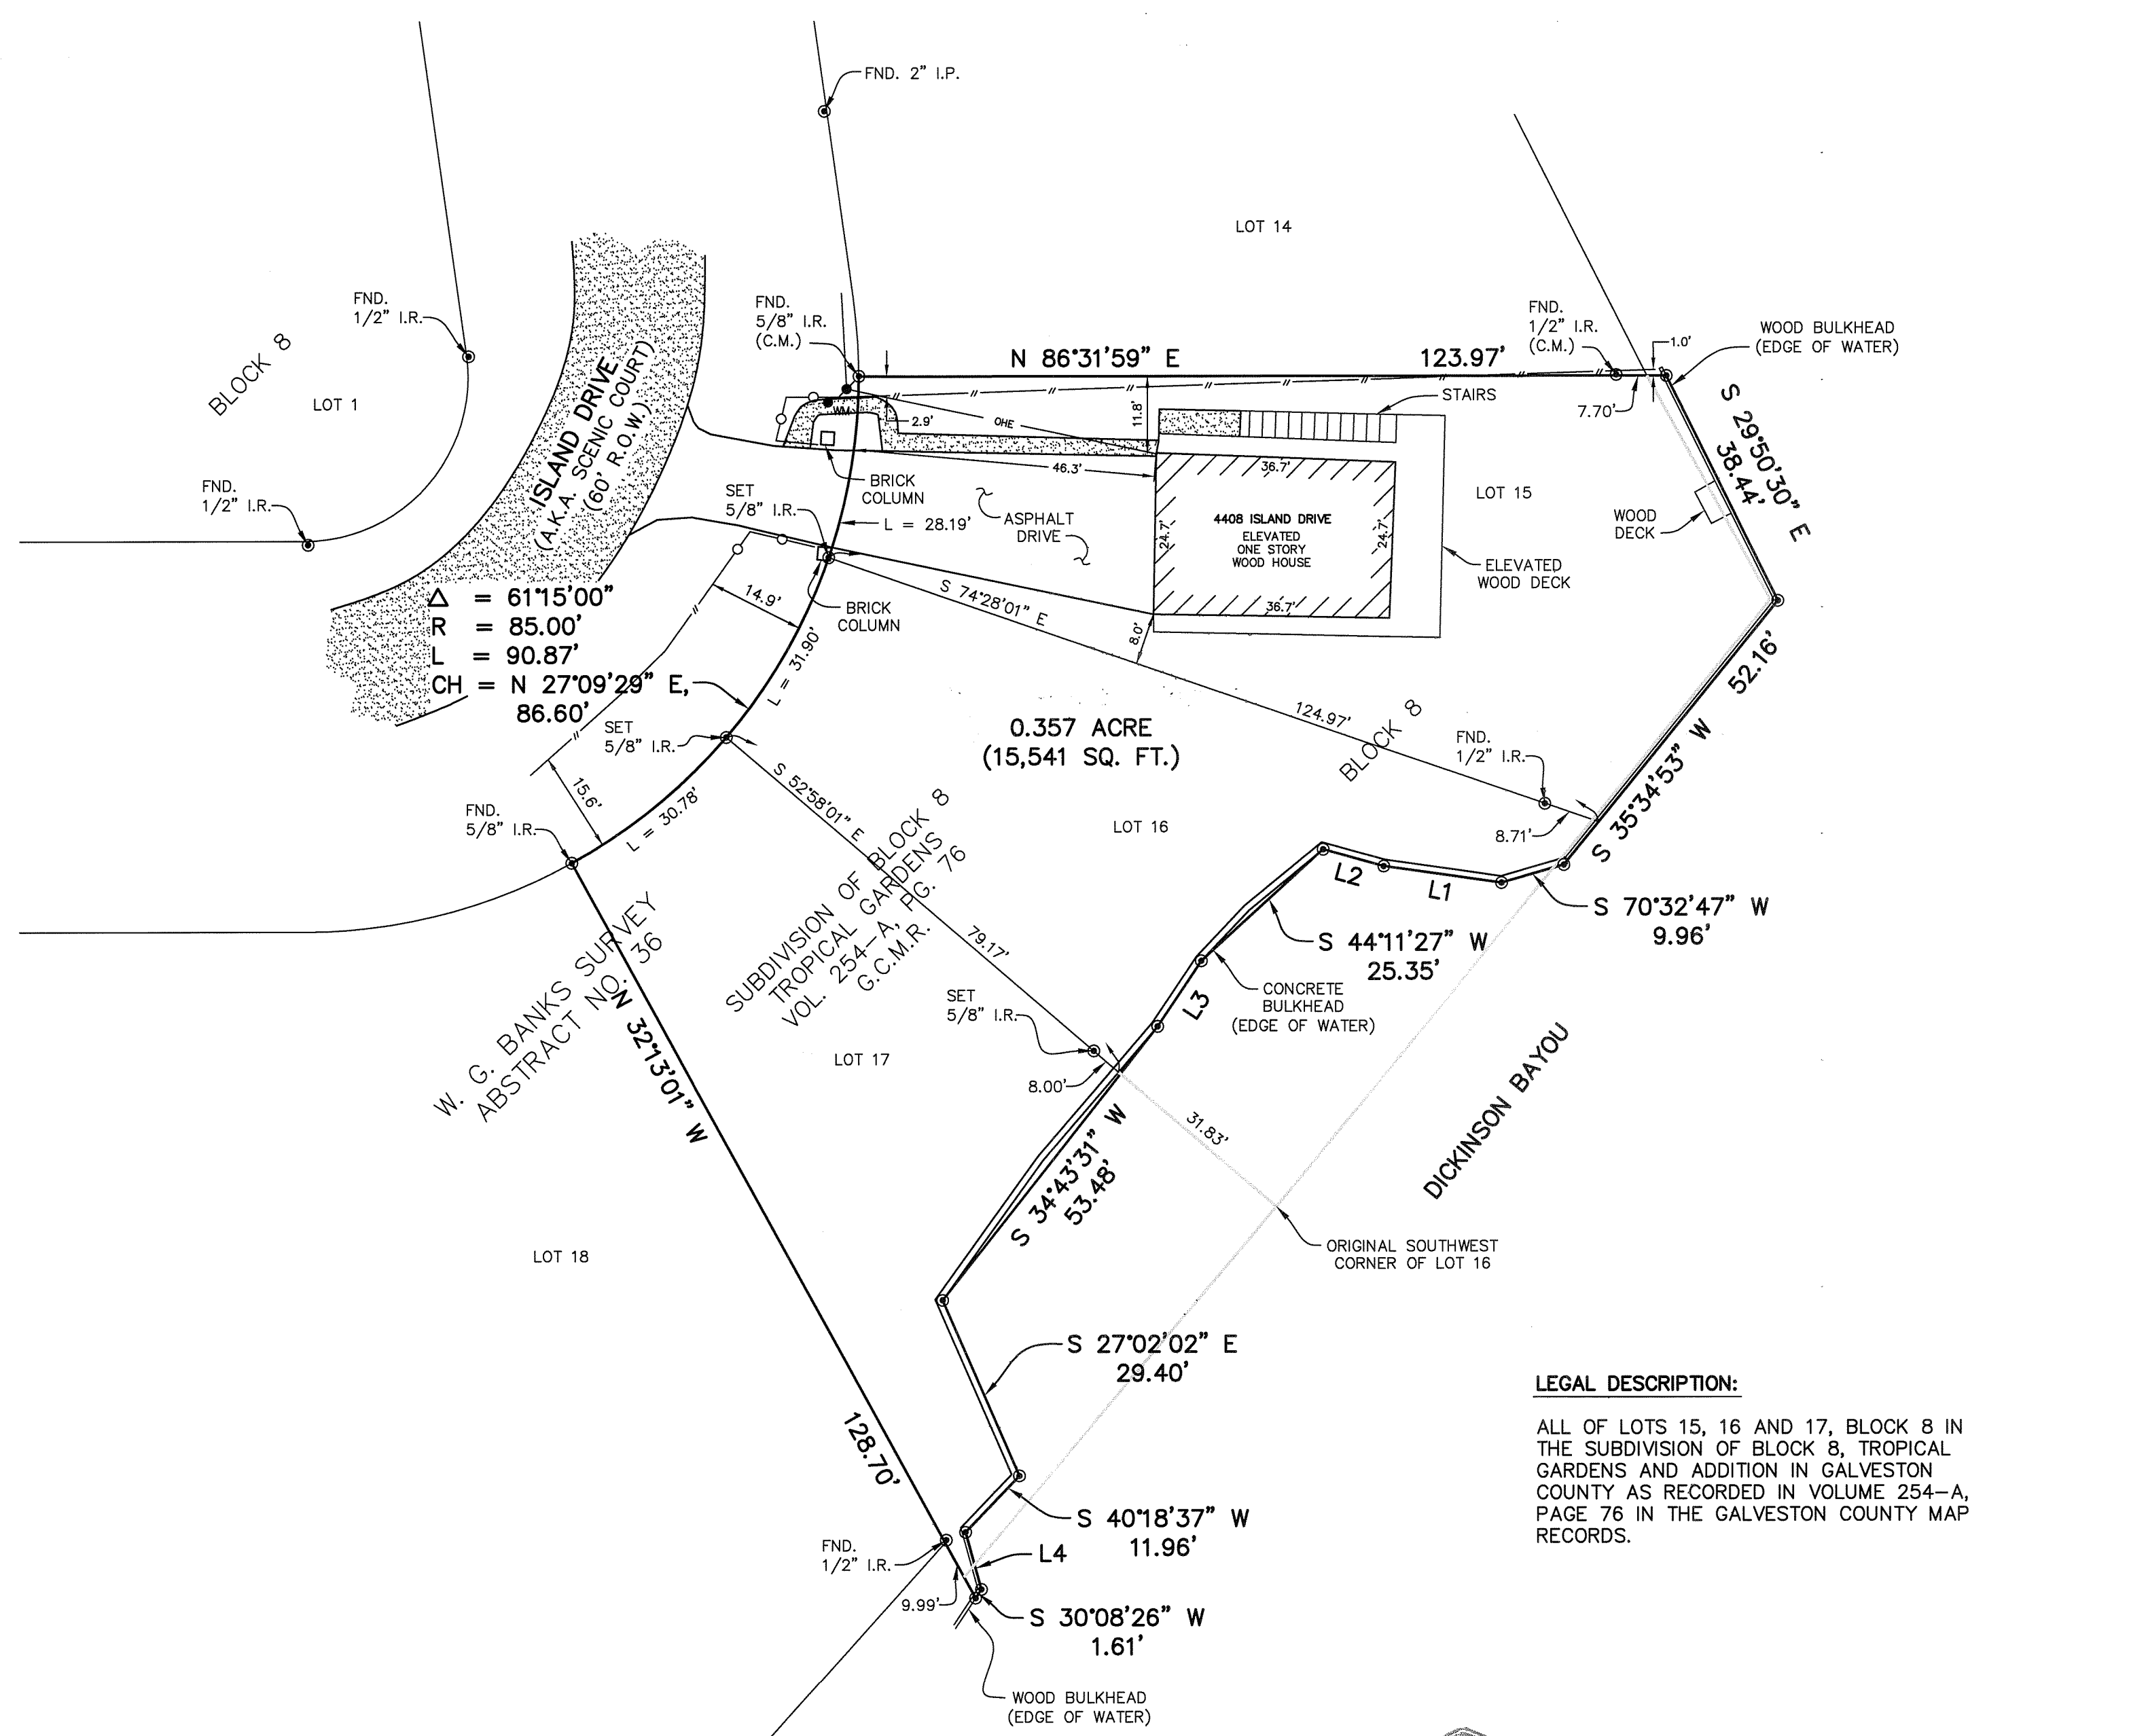 FND. 2" I.P.
LOT 14
FND.
1/2" I.R.
BLOCK 8
LOT 1
FND.
1/2" I.R.
ISLAND DRIVE
(A.K.A. SCENIC COURT)
(60' R.O.W.)
FND.
5/8" I.R.
(C.M.)
N 86°31'59" E
123.97'
FND.
1/2" I.R.
(C.M.)
1.0'
WOOD BULKHEAD
(EDGE OF WATER)
7.70'
STAIRS
S 29°50'30" E
38.44'
WM
2.9'
OHE
11.8'
46.3'
36.7'
BRICK
COLUMN
SET
5/8" I.R.
L = 28.19'
ASPHALT
DRIVE
24.7'
4408 ISLAND DRIVE
ELEVATED
ONE STORY
WOOD HOUSE
24.7'
36.7'
LOT 15
WOOD
DECK
ELEVATED
WOOD DECK
Δ = 61°15'00"
R = 85.00'
L = 90.87'
CH = N 27°09'29" E,
86.60'
14.9'
BRICK
COLUMN
S 74°28'01" E
8.0'
L = 31.90'
124.97'
52.16'
S 35°34'53" W
SET
5/8" I.R.
0.357 ACRE
(15,541 SQ. FT.)
BLOCK 8
FND.
1/2" I.R.
8.71'
15.6'
FND.
5/8" I.R.
L = 30.78'
S 52°58'01" E
LOT 16
L2
L1
S 70°32'47" W
9.96'
S 44°11'27" W
25.35'
W. G. BANKS SURVEY
ABSTRACT NO. 36
SUBDIVISION OF BLOCK 8
TROPICAL GARDENS
VOL. 254-A, PG. 76
G.C.M.R.
79.17'
SET
5/8" I.R.
L3
CONCRETE
BULKHEAD
(EDGE OF WATER)
N 32°13'01" W
LOT 17
8.00'
31.83'
DICKINSON BAYOU
S 34°43'31" W
53.48'
ORIGINAL SOUTHWEST
CORNER OF LOT 16
LOT 18
S 27°02'02" E
29.40'
128.70'
S 40°18'37" W
11.96'
FND.
1/2" I.R.
L4
9.99'
S 30°08'26" W
1.61'
WOOD BULKHEAD
(EDGE OF WATER)
LEGAL DESCRIPTION:
ALL OF LOTS 15, 16 AND 17, BLOCK 8 IN
THE SUBDIVISION OF BLOCK 8, TROPICAL
GARDENS AND ADDITION IN GALVESTON
COUNTY AS RECORDED IN VOLUME 254-A,
PAGE 76 IN THE GALVESTON COUNTY MAP
RECORDS.